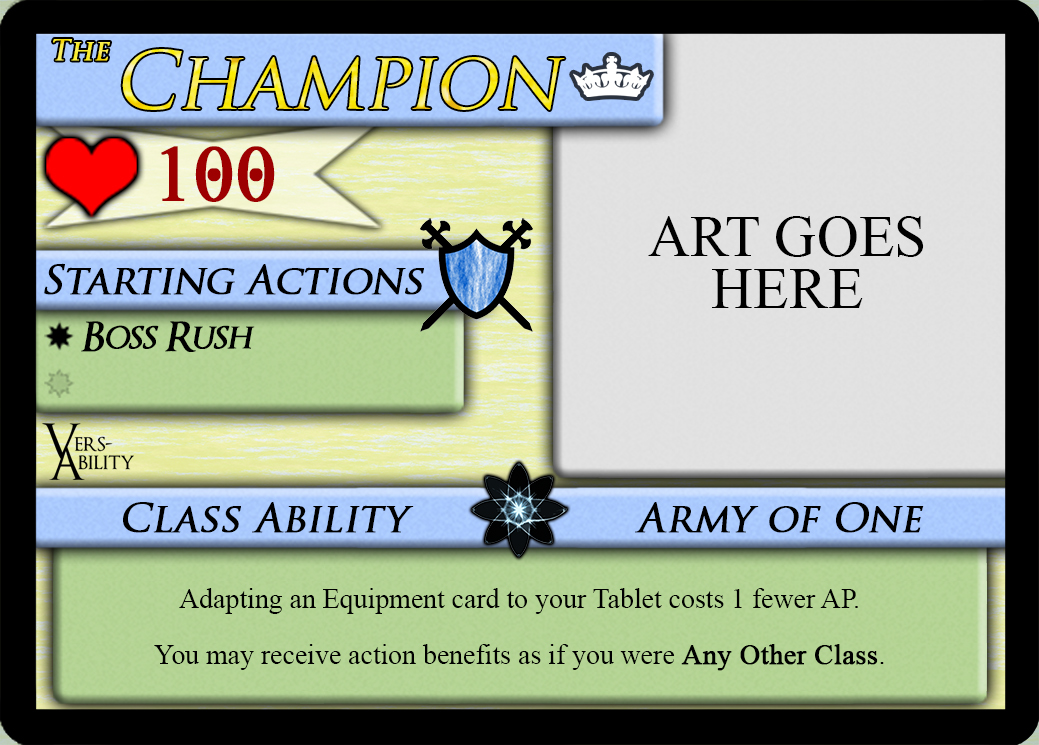 The
Champion
100
ART GOES
HERE
Starting Actions
Boss Rush
Vers-
Ability
Class Ability
Army of One
Adapting an Equipment card to your Tablet costs 1 fewer AP.
You may receive action benefits as if you were Any Other Class.